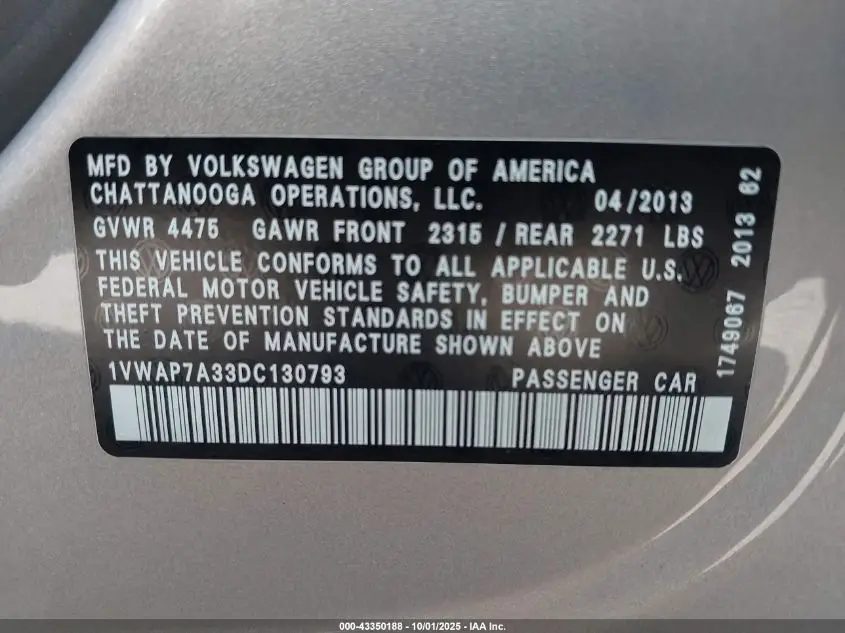 MFD BY VOLKSWAGEN GROUP OF AMERICA
CHATTANOOGA OPERATIONS, LLC. 04/2013
GVWR 4475 GAWR FRONT 2315 / REAR 2271 LBS
THIS VEHICLE CONFORMS TO ALL APPLICABLE U.S.
FEDERAL MOTOR VEHICLE SAFETY, BUMPER AND
THEFT PREVENTION STANDARDS IN EFFECT ON
THE DATE OF MANUFACTURE SHOWN ABOVE
1VWAP7A33DC130793 PASSENGER CAR
1749067 2013 82
000-43350188 - 10/01/2025 - IAA Inc.